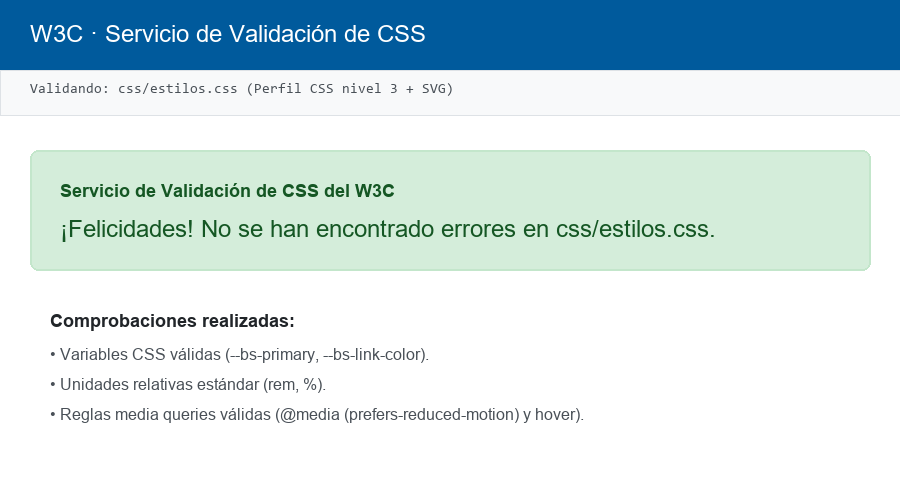 W3C · Servicio de Validación de CSS
Validando: css/estilos.css (Perfil CSS nivel 3 + SVG)
Servicio de Validación de CSS del W3C
¡Felicidades! No se han encontrado errores en css/estilos.css.
Comprobaciones realizadas:
• Variables CSS válidas (--bs-primary, --bs-link-color).
• Unidades relativas estándar (rem, %).
• Reglas media queries válidas (@media (prefers-reduced-motion) y hover).